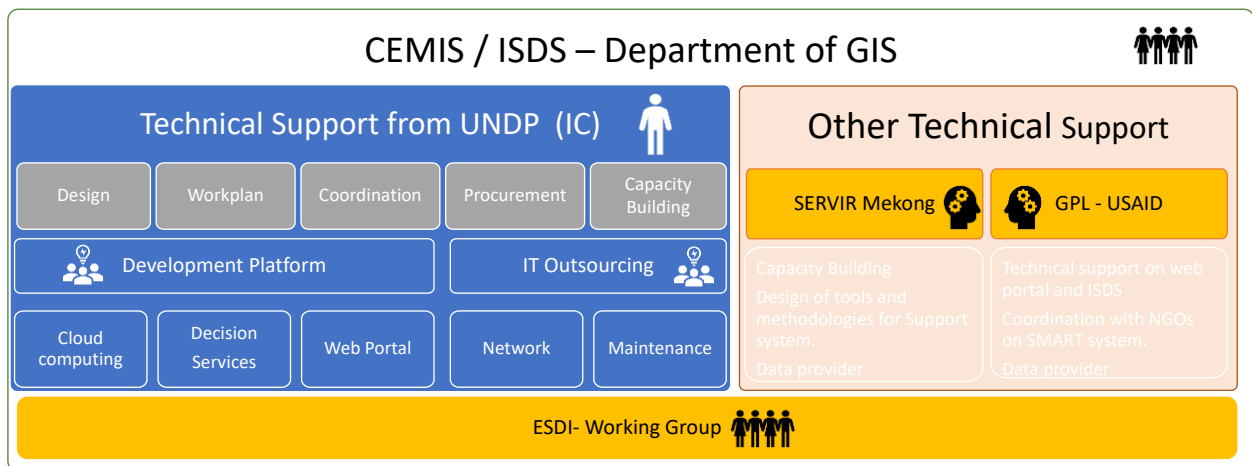 CEMIS / ISDS – Department of GIS
Technical Support from UNDP (IC)
Design
Workplan
Coordination
Procurement
Capacity
Building
Development Platform
IT Outsourcing
Cloud
computing
Decision
Services
Web Portal
Network
Maintenance
Other Technical Support
SERVIR Mekong
GPL - USAID
Capacity Building
Design of tools and
methodologies for Support
system.
Data provider
Technical support on web
portal and ISDS
Coordination with NGOs
on SMART system.
Data provider
ESDI- Working Group